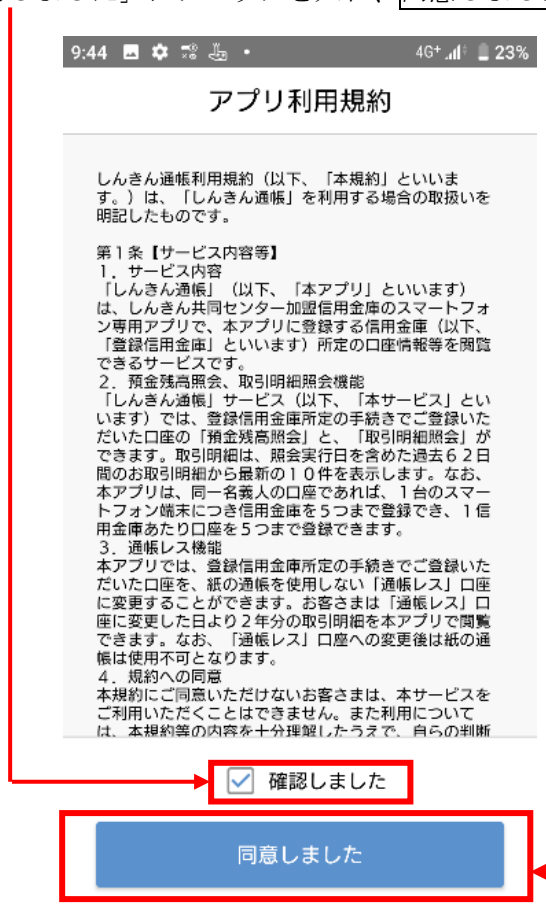 9:44
4G+ 23%
アプリ利用規約
しんきん通帳利用規約（以下、「本規約」といいま
す。）は、「しんきん通帳」を利用する場合の取扱いを
明記したものです。
第1条【サービス内容等】
1．サービス内容
「しんきん通帳」（以下、「本アプリ」といいます）
は、しんきん共同センター加盟信用金庫のスマートフォ
ン専用アプリで、本アプリに登録する信用金庫（以下、
「登録信用金庫」といいます）所定の口座情報等を閲覧
できるサービスです。
2．預金残高照会、取引明細照会機能
「しんきん通帳」サービス（以下、「本サービス」とい
います）では、登録信用金庫所定の手続きでご登録いた
だいた口座の「預金残高照会」と、「取引明細照会」が
できます。取引明細は、照会実行日を含めた過去６２日
間のお取引明細から最新の１０件を表示します。なお、
本アプリは、同一名義人の口座であれば、１台のスマー
トフォン端末につき信用金庫を５つまで登録でき、１信
用金庫あたり口座を５つまで登録できます。
3．通帳レス機能
本アプリでは、登録信用金庫所定の手続きでご登録いた
だいた口座を、紙の通帳を使用しない「通帳レス」口座
に変更することができます。お客さまは「通帳レス」口
座に変更した日より２年分の取引明細を本アプリで閲覧
できます。なお、「通帳レス」口座への変更後は紙の通
帳は使用不可となります。
4．規約への同意
本規約にご同意いただけないお客さまは、本サービスを
ご利用いただくことはできません。また利用については
は、本規約等の内容を十分理解したうえで、自らの判断
確認しました
同意しました